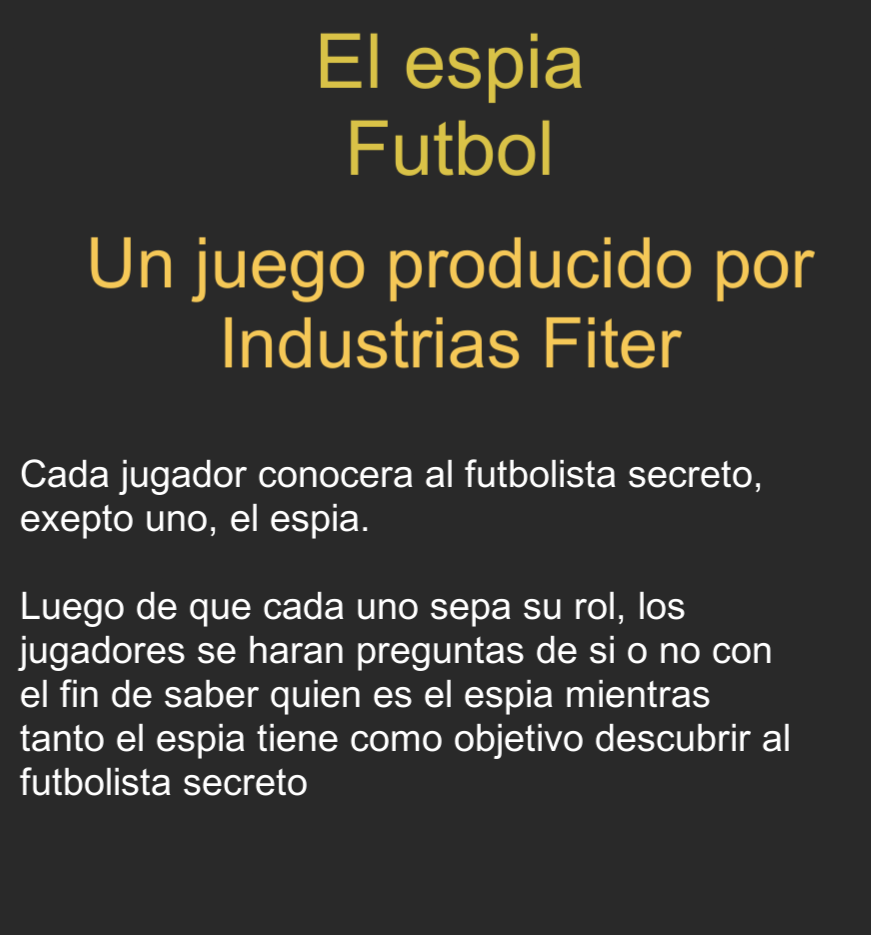 El espia
Futbol
Un juego producido por
Industrias Fiter
Cada jugador conocera al futbolista secreto,
exepto uno, el espia.
Luego de que cada uno sepa su rol, los
jugadores se haran preguntas de si o no con
el fin de saber quien es el espia mientras
tanto el espia tiene como objetivo descubrir al
futbolista secreto